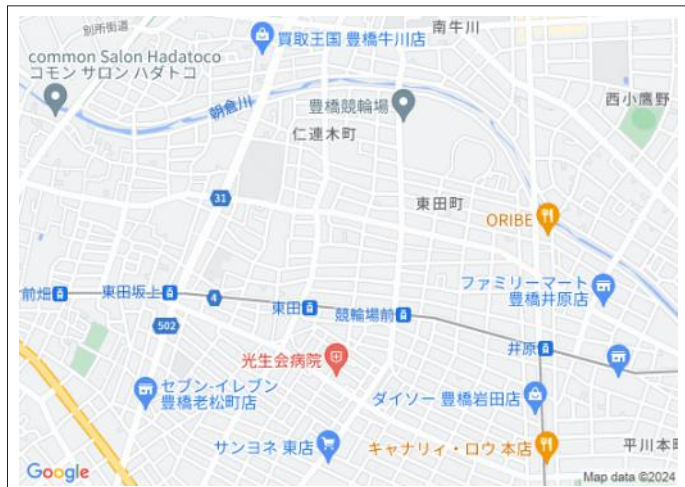 別所街道
南牛川
買取王国 豊橋牛川店
common Salon Hadatoco
コモン サロン ハダトコ
朝倉川
豊橋競輪場
西小鷹野
仁連木町
31
東田町
ORIBE
ファミリーマート
豊橋井原店
前畑
東田坂上
4
東田
競輪場前
502
井原
光生会病院
セブン-イレブン
豊橋老松町店
ダイソー 豊橋岩田店
サンヨネ 東店
キャナリィ・ロウ 本店
平川本町
Google
Map data ©2024